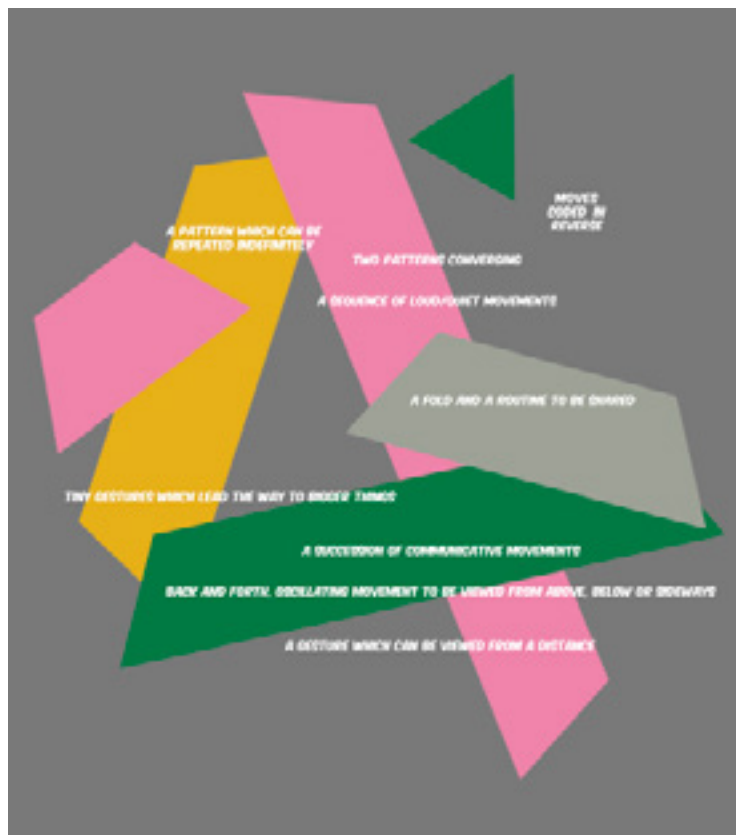 MOVES
CODED IN
REVERSE
A PATTERN WHICH CAN BE
REPEATED INDEFINITELY
TWO PATTERNS CONVERGING
A SEQUENCE OF LOUD/QUIET MOVEMENTS
A FOLD AND A ROUTINE TO BE SHARED
TINY GESTURES WHICH LEAD THE WAY TO BIGGER THINGS
A SUCCESSION OF COMMUNICATIVE MOVEMENTS
BACK AND FORTH, OSCILLATING MOVEMENT TO BE VIEWED FROM ABOVE, BELOW OR SIDEWAYS
A GESTURE WHICH CAN BE VIEWED FROM A DISTANCE